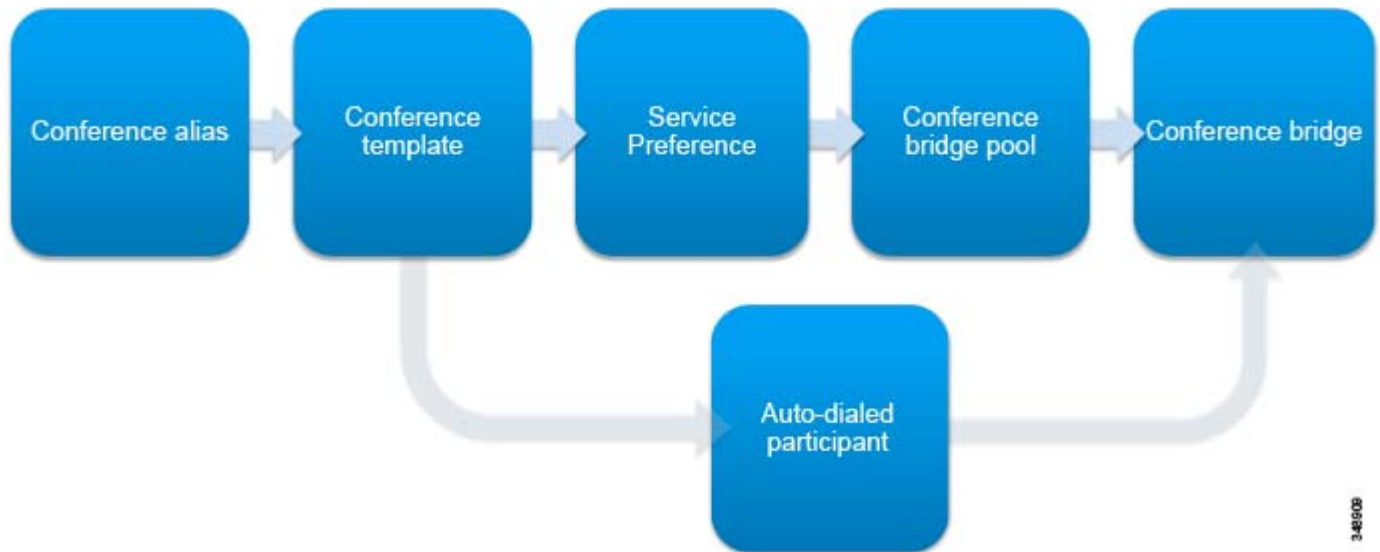 Conference alias
Conference
template
Service
Preference
Conference
bridge pool
Conference bridge
Auto-dialed
participant
348909